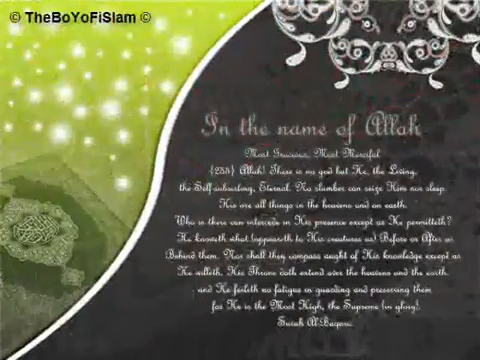 © TheBoYoFiSlam ©
In the name of Allah
Most Gracious, Most Merciful
{255} Allah! There is no god but He, the Living,
the Self-subsisting, Eternal. No slumber can seize Him nor sleep.
His are all things in the heavens and on earth.
Who is there can intercede in His presence except as He permitteth?
He knoweth what (appeareth to His creatures as) Before or After or
Behind them. Nor shall they compass aught of His knowledge except as
He willeth. His Throne doth extend over the heavens and the earth,
and He feeleth no fatigue in guarding and preserving them
for He is the Most High, the Supreme (in glory).
Surah Al-Baqara.